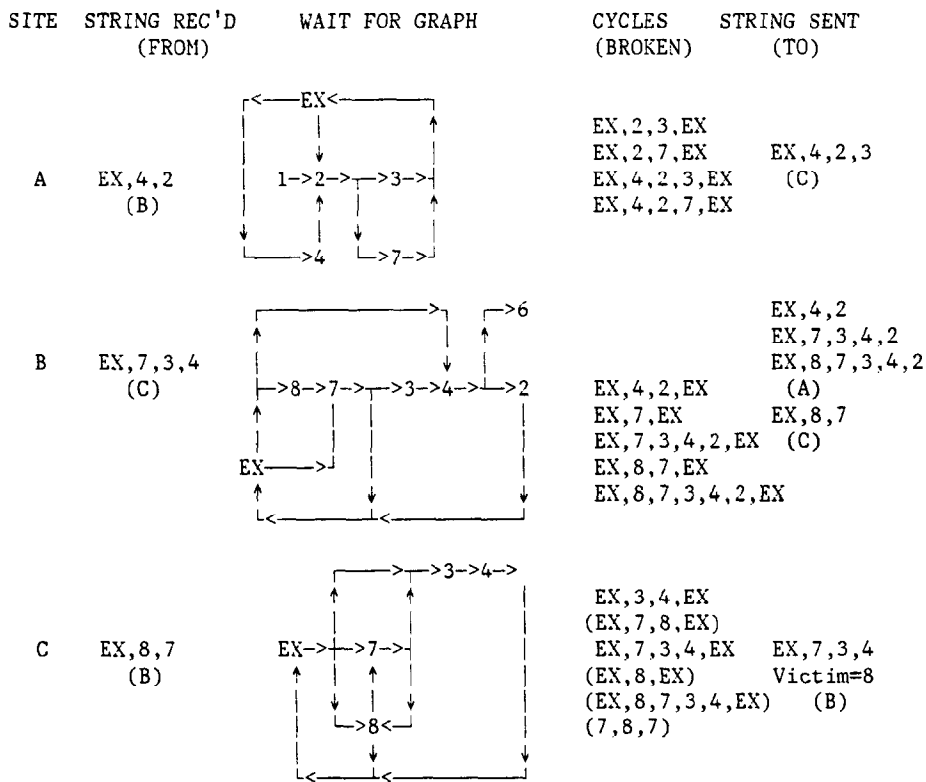 SITE STRING REC'D WAIT FOR GRAPH CYCLES STRING SENT
(FROM) (BROKEN) (TO)
EX
EX,2,3,EX
EX,2,7,EX EX,4,2,3
A EX,4,2 1->2->->3-> EX,4,2,3,EX (C)
(B) EX,4,2,7,EX
>4 >7->
>6 EX,4,2
EX,7,3,4,2
B EX,7,3,4 EX,8,7,3,4,2
(C) >8->7->->3->4->->2 EX,4,2,EX (A)
EX,7,EX EX,8,7
EX,7,3,4,2,EX (C)
EX EX,8,7,EX
EX,8,7,3,4,2,EX
>->3->4->
EX,3,4,EX
(EX,7,8,EX)
C EX,8,7 EX->->7-> EX,7,3,4,EX EX,7,3,4
(B) (EX,8,EX) Victim=8
(EX,8,7,3,4,EX) (B)
>8< (7,8,7)